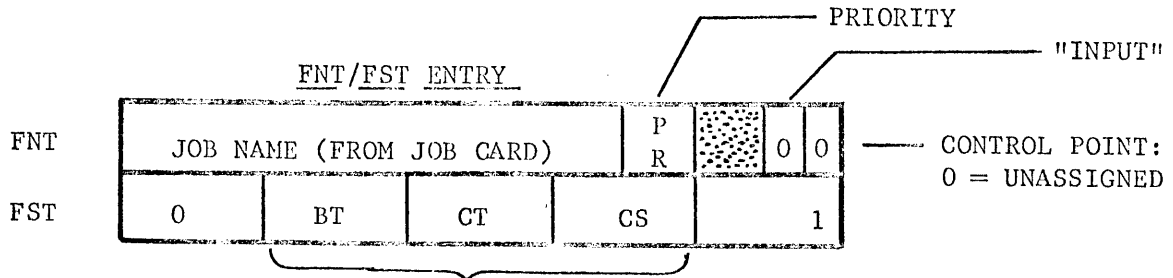 PRIORITY
"INPUT"
FNT/FST ENTRY
FNT
JOB NAME (FROM JOB CARD)
P
R
0
0
CONTROL POINT:
0 = UNASSIGNED
FST
0
BT
CT
CS
1